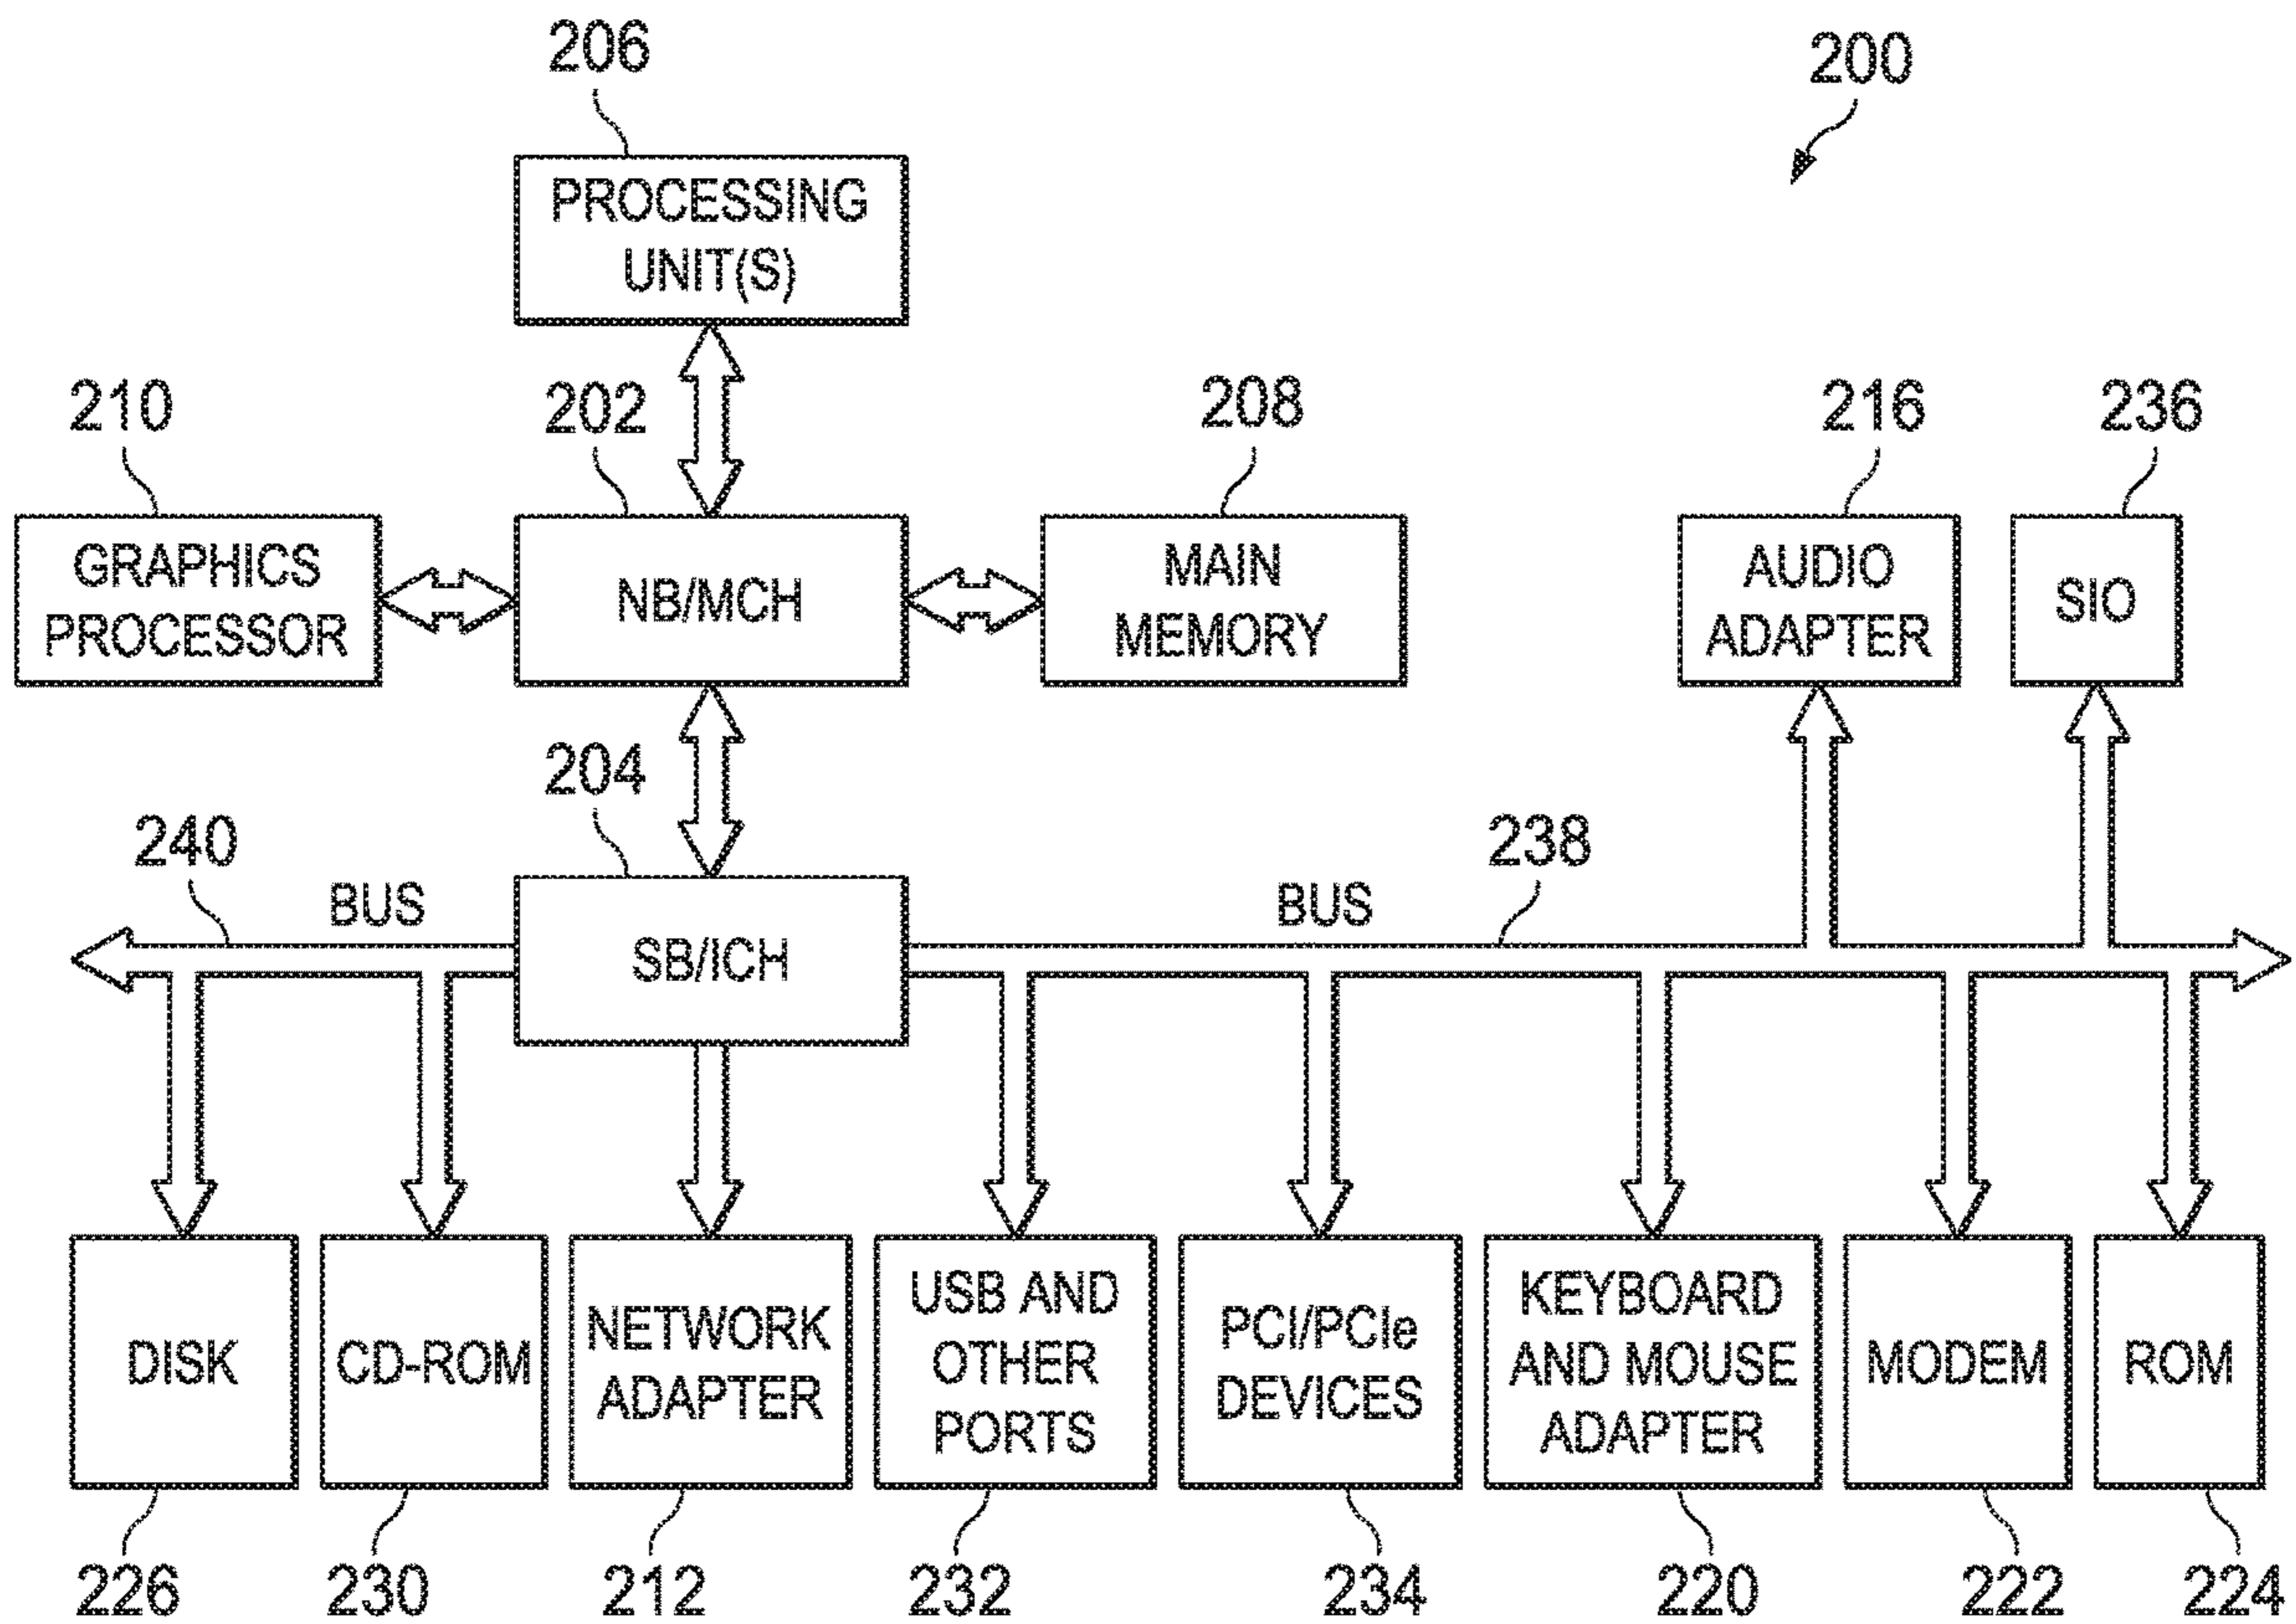 206
200
PROCESSING
UNIT(S)
210
202
208
216
236
GRAPHICS
PROCESSOR
NB/MCH
MAIN
MEMORY
AUDIO
ADAPTER
SIO
204
240
BUS
SB/ICH
BUS
238
DISK
CD-ROM
NETWORK
ADAPTER
USB AND
OTHER
PORTS
PCI/PCIe
DEVICES
KEYBOARD
AND MOUSE
ADAPTER
MODEM
ROM
226
230
212
232
234
220
222
224